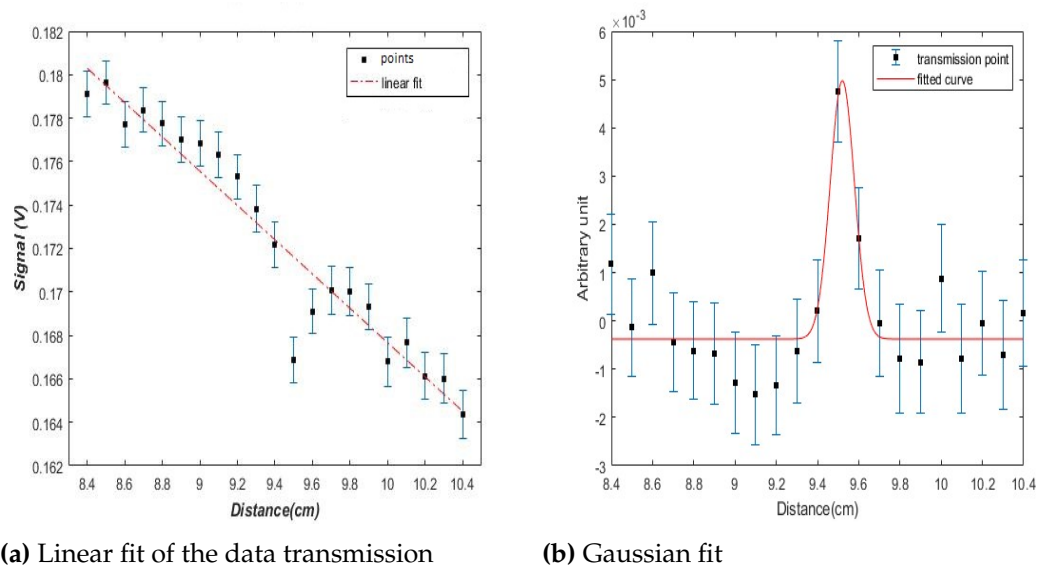 0.182
0.18
0.178
0.176
0.174
0.172
0.17
0.168
0.166
0.164
0.162
Signal (V)
points
linear fit
8.4 8.6 8.8 9 9.2 9.4 9.6 9.8 10 10.2 10.4
Distance(cm)
(a) Linear fit of the data transmission
×10⁻³
6
5
4
3
2
1
0
-1
-2
-3
Arbitrary unit
transmission point
fitted curve
8.4 8.6 8.8 9 9.2 9.4 9.6 9.8 10 10.2 10.4
Distance(cm)
(b) Gaussian fit